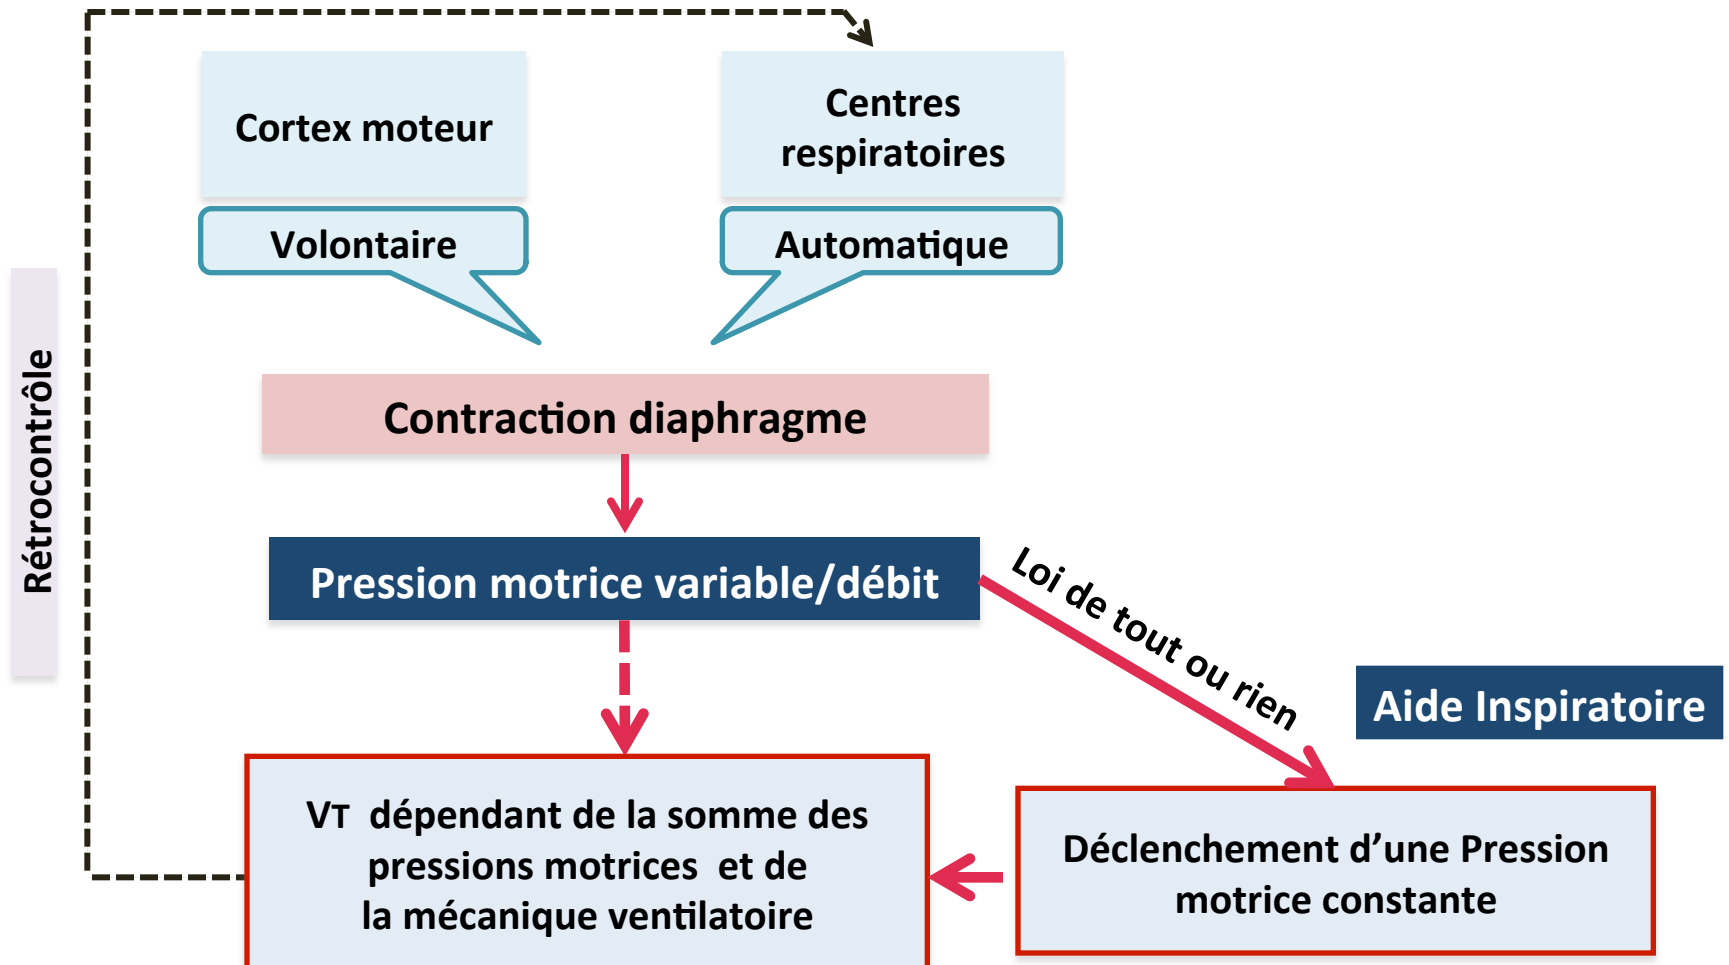 Cortex moteur
Centres
respiratoires
Volontaire
Automatique
Rétrocontrôle
Contraction diaphragme
Pression motrice variable/débit
Loi de tout ou rien
Aide Inspiratoire
VT dépendant de la somme des
pressions motrices et de
la mécanique ventilatoire
Déclenchement d’une Pression
motrice constante